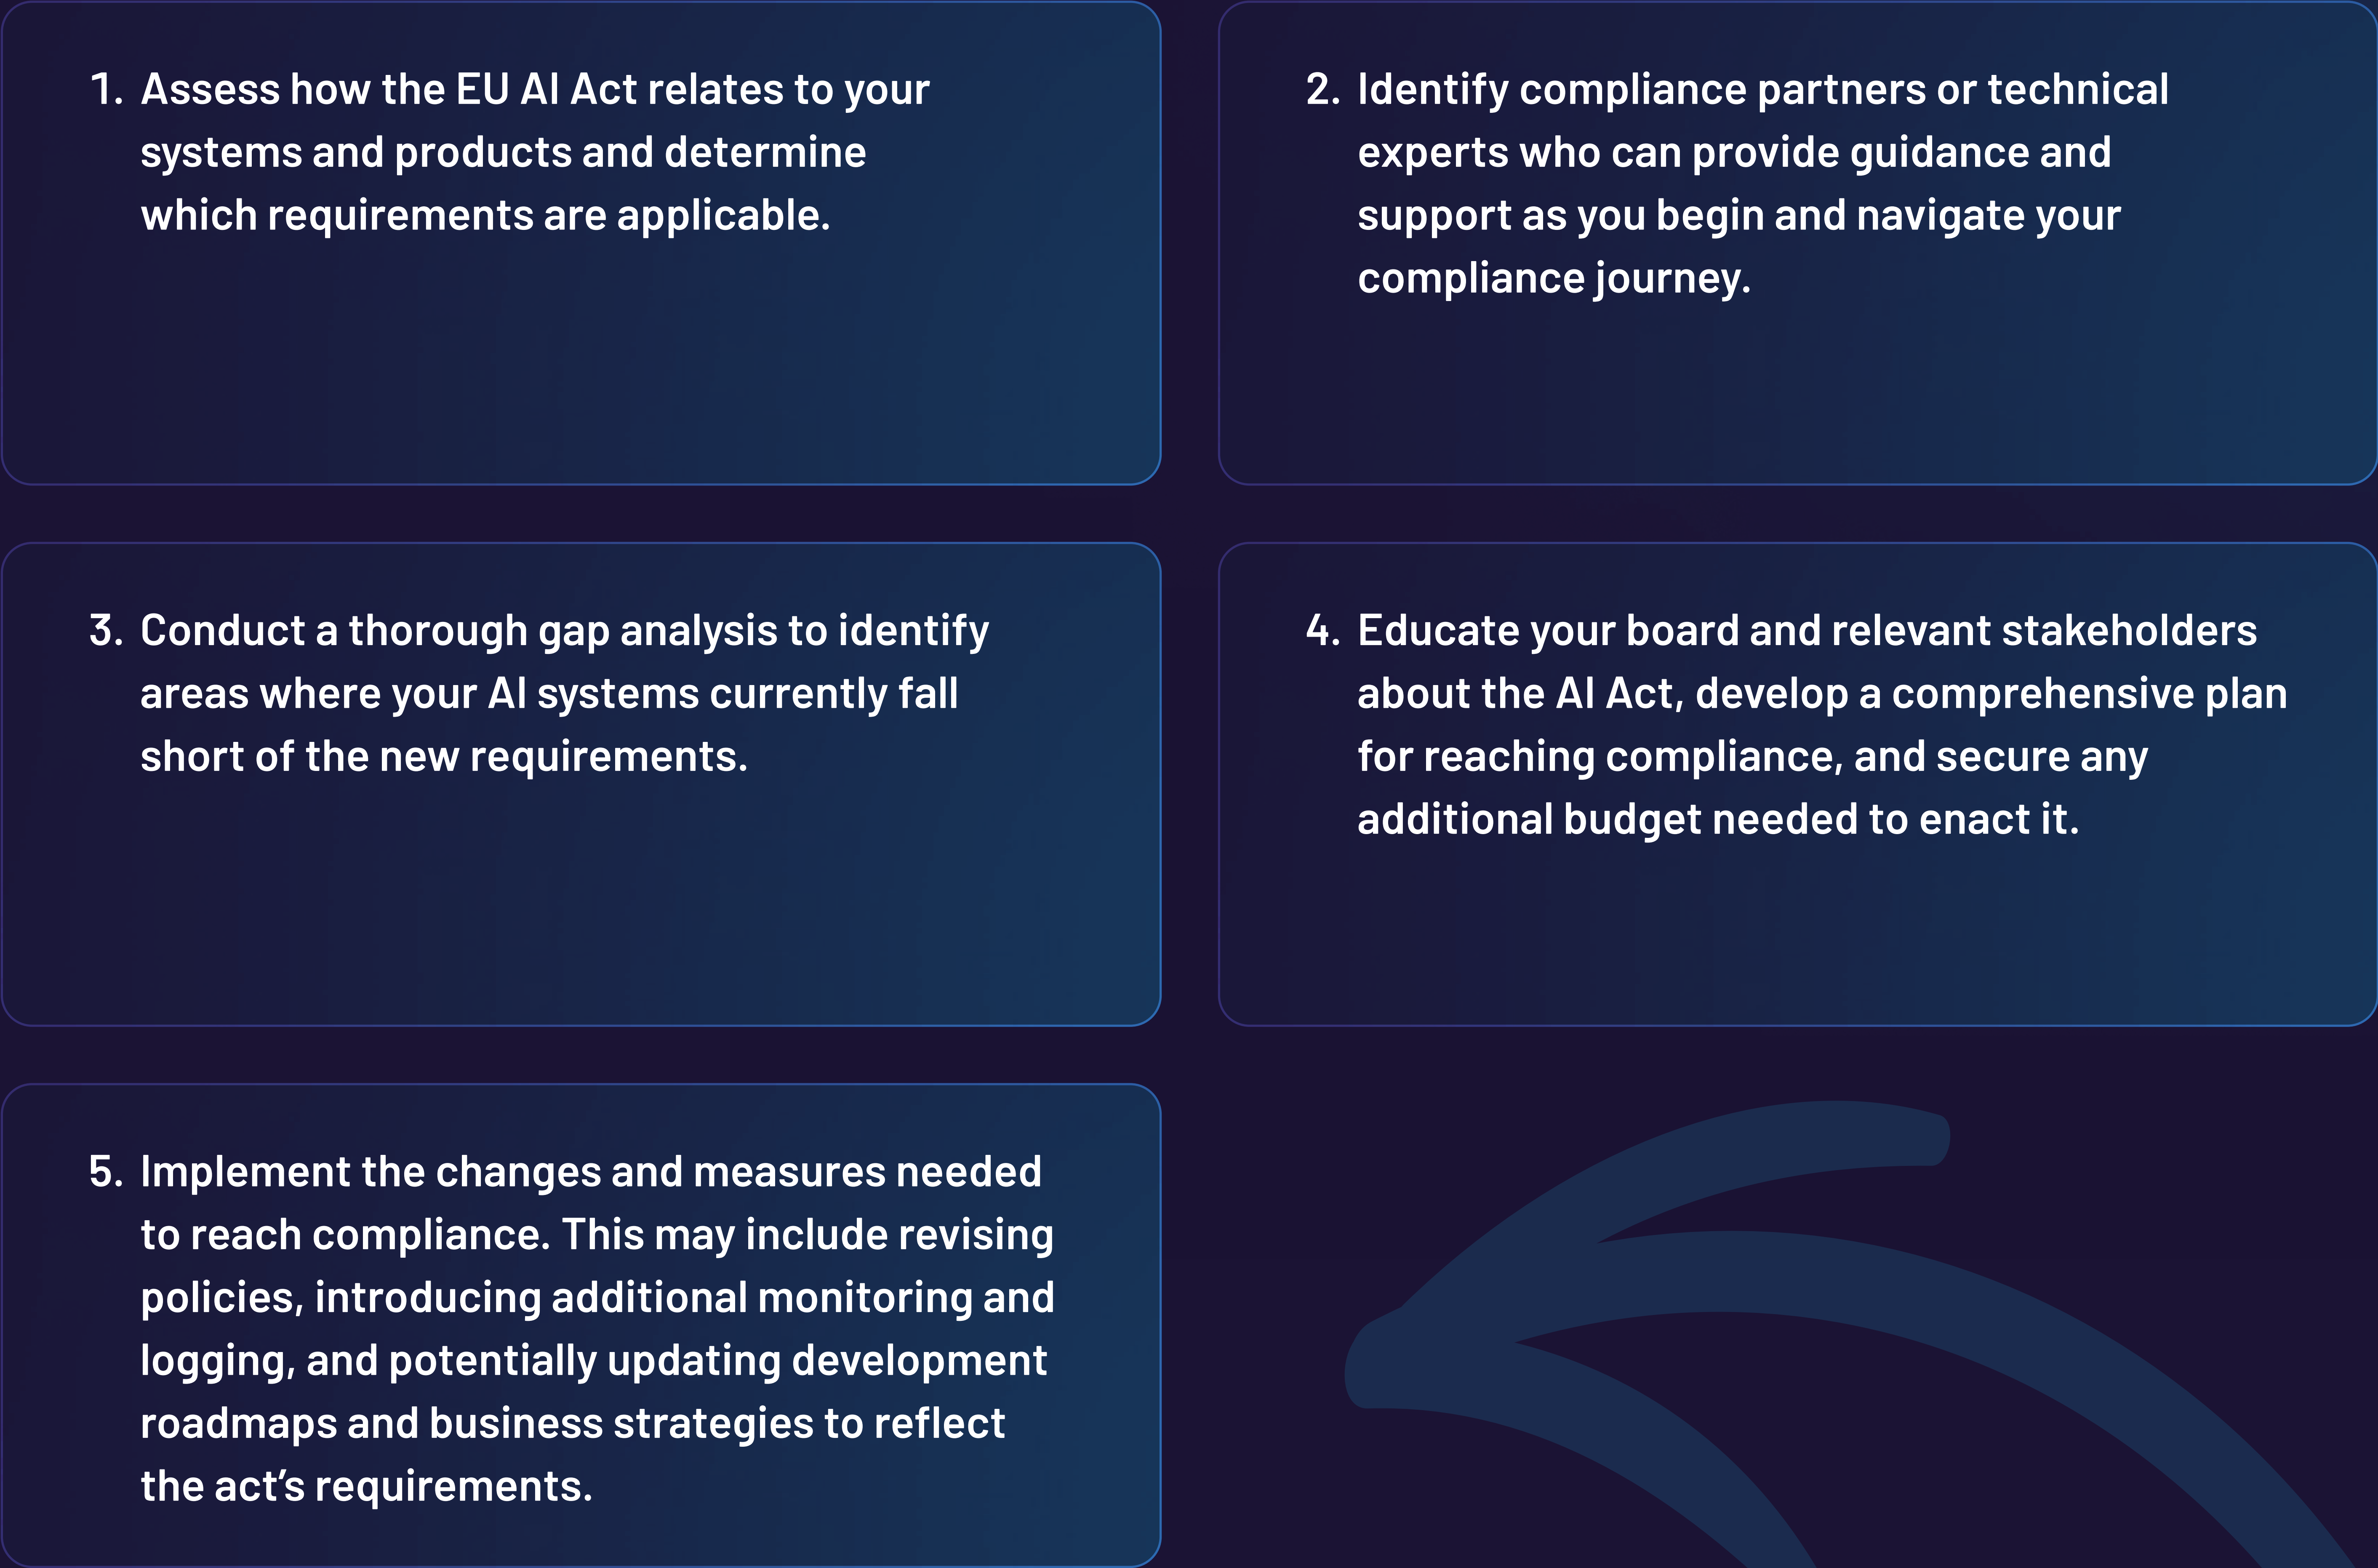 1. Assess how the EU AI Act relates to your
systems and products and determine
which requirements are applicable.
2. Identify compliance partners or technical
experts who can provide guidance and
support as you begin and navigate your
compliance journey.
3. Conduct a thorough gap analysis to identify
areas where your AI systems currently fall
short of the new requirements.
4. Educate your board and relevant stakeholders
about the AI Act, develop a comprehensive plan
for reaching compliance, and secure any
additional budget needed to enact it.
5. Implement the changes and measures needed
to reach compliance. This may include revising
policies, introducing additional monitoring and
logging, and potentially updating development
roadmaps and business strategies to reflect
the act’s requirements.